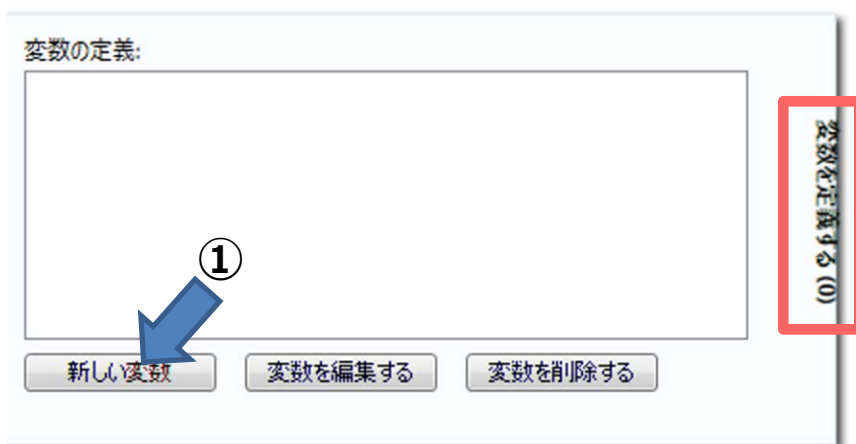 変数の定義:
①
新しい変数
変数を編集する
変数を削除する
変数を定義する (0)